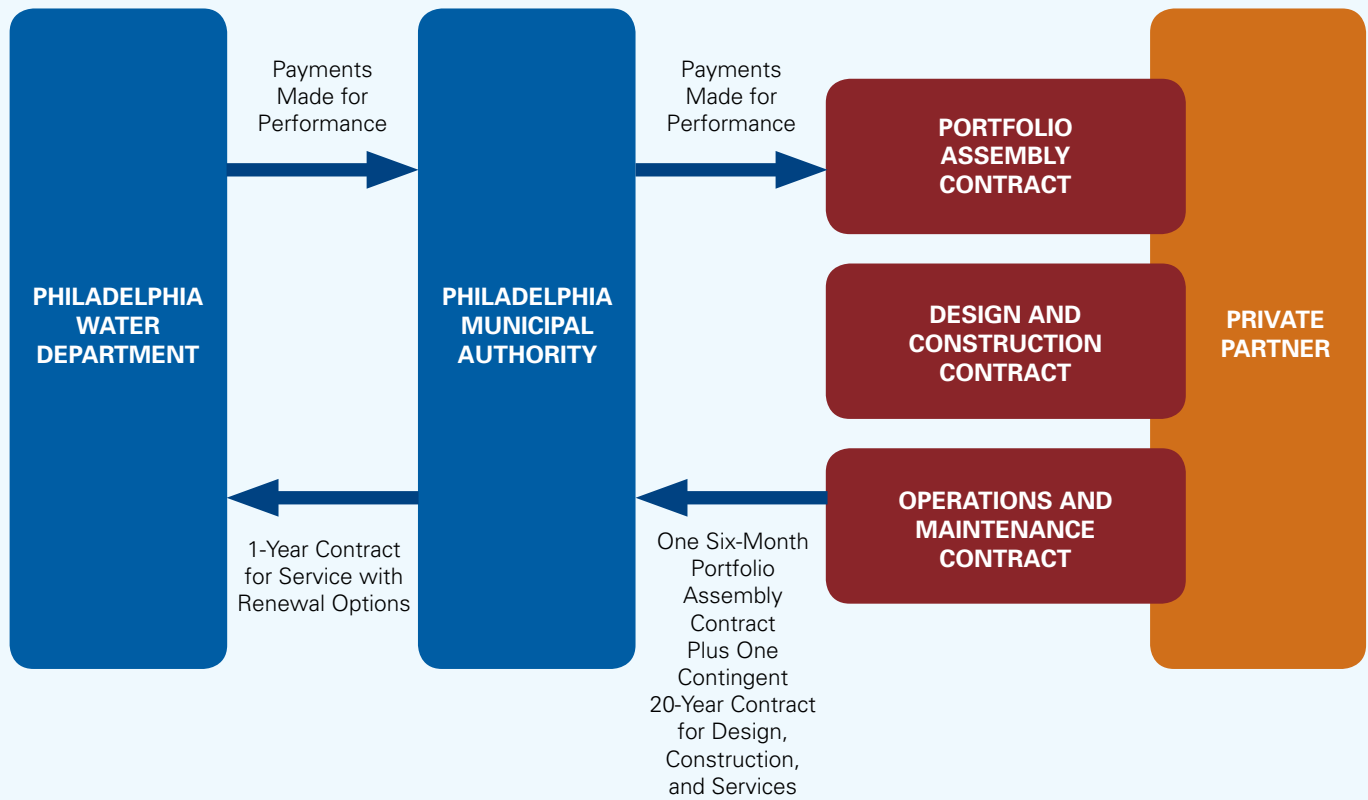 Payments
Made for
Performance
Payments
Made for
Performance
PORTFOLIO
ASSEMBLY
CONTRACT
PHILADELPHIA
WATER
DEPARTMENT
PHILADELPHIA
MUNICIPAL
AUTHORITY
DESIGN AND
CONSTRUCTION
CONTRACT
PRIVATE
PARTNER
OPERATIONS AND
MAINTENANCE
CONTRACT
1-Year Contract
for Service with
Renewal Options
One Six-Month
Portfolio
Assembly
Contract
Plus One
Contingent
20-Year Contract
for Design,
Construction,
and Services